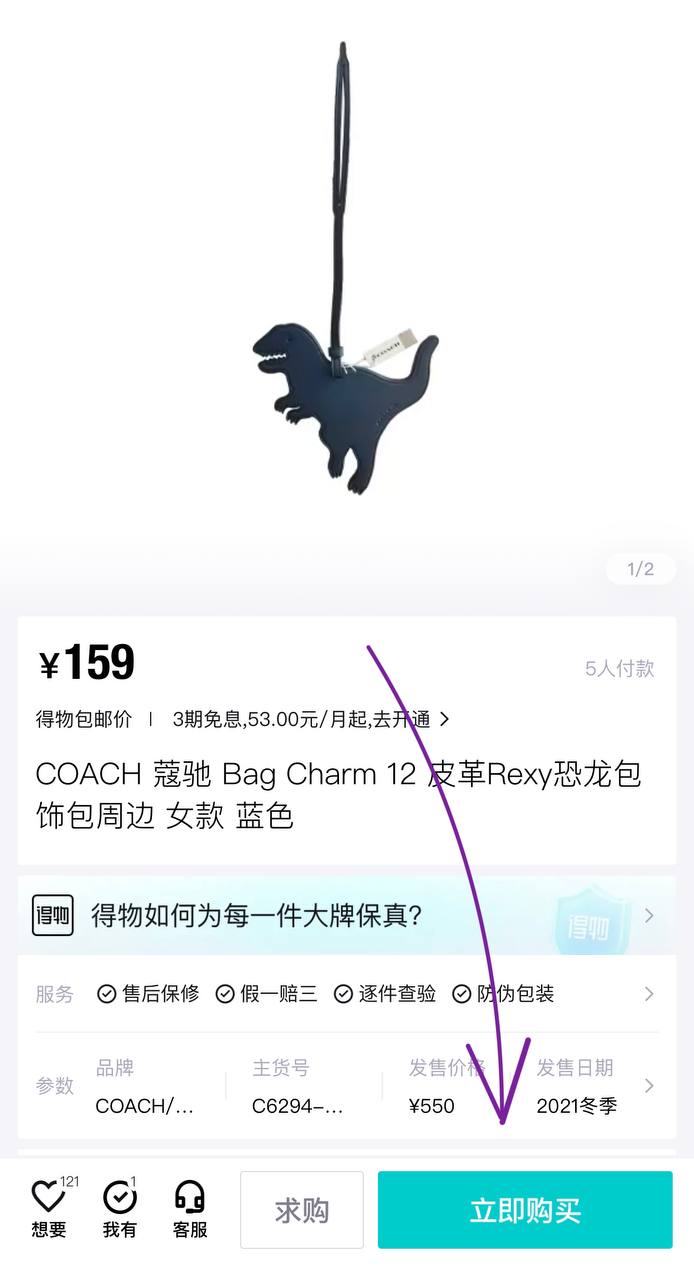 1/2
¥159
5人付款
得物包邮价 | 3期免息,53.00元/月起,去开通
COACH 蔻驰 Bag Charm 12 皮革Rexy恐龙包
饰包周边 女款 蓝色
得物 得物如何为每一件大牌保真? 得物
服务 售后保修 假一赔三 逐件查验 防伪包装
参数
品牌 主货号 发售价格 发售日期
COACH/... C6294-... ¥550 2021冬季
121 1
想要 我有 客服
求购 立即购买